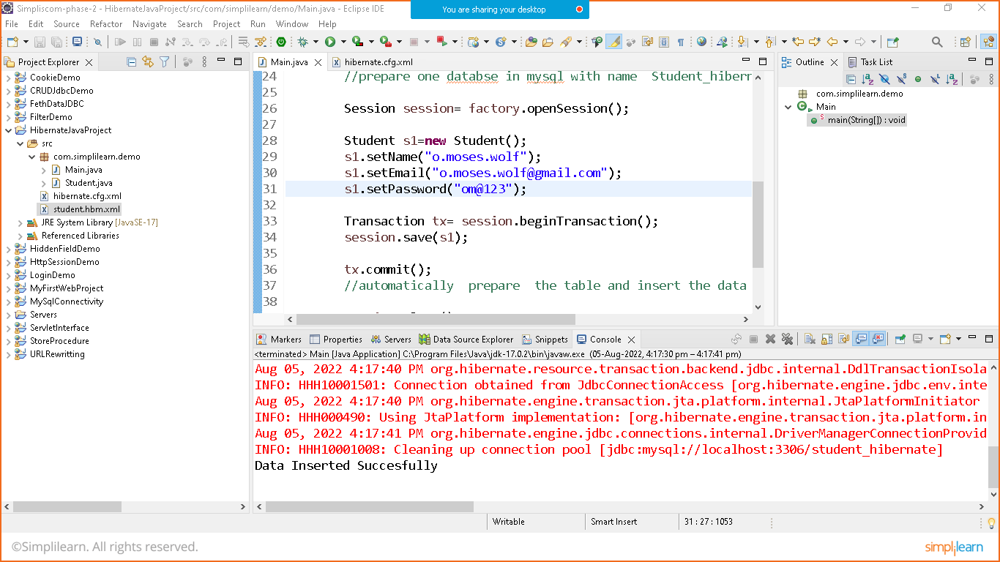 Simpliscom-phase-2 - HibernateJavaProject/src/com/simplilearn/demo/Main.java - Eclipse IDE
You are sharing your desktop
File Edit Source Refactor Navigate Search Project Run Window Help
Project Explorer
CookieDemo
CRUDJdbcDemo
FethDataJDBC
FilterDemo
HibernateJavaProject
src
com.simplilearn.demo
Main.java
Student.java
hibernate.cfg.xml
student.hbm.xml
JRE System Library [JavaSE-17]
Referenced Libraries
HiddenFieldDemo
HttpSessionDemo
LoginDemo
MyFirstWebProject
MySqlConnectivity
Servers
ServletInterface
StoreProcedure
URLRewritting
Main.java hibernate.cfg.xml
24 //prepare one databse in mysql with name Student_hibern
25
26 Session session= factory.openSession();
27
28 Student s1=new Student();
29 s1.setName("o.moses.wolf");
30 s1.setEmail("o.moses.wolf@gmail.com");
31 s1.setPassword("om@123");
32
33 Transaction tx= session.beginTransaction();
34 session.save(s1);
35
36 tx.commit();
37 //automatically prepare the table and insert the data
38
Outline Task List
com.simplilearn.demo
Main
main(String[]) : void
Markers Properties Servers Data Source Explorer Snippets Console
<terminated> Main [Java Application] C:\Program Files\Java\jdk-17.0.2\bin\javaw.exe (05-Aug-2022, 4:17:30 pm – 4:17:41 pm)
Aug 05, 2022 4:17:40 PM org.hibernate.resource.transaction.backend.jdbc.internal.DdlTransactionIsola
INFO: HHH10001501: Connection obtained from JdbcConnectionAccess [org.hibernate.engine.jdbc.env.inte
Aug 05, 2022 4:17:40 PM org.hibernate.engine.transaction.jta.platform.internal.JtaPlatformInitiator
INFO: HHH000490: Using JtaPlatform implementation: [org.hibernate.engine.transaction.jta.platform.in
Aug 05, 2022 4:17:41 PM org.hibernate.engine.jdbc.connections.internal.DriverManagerConnectionProvid
INFO: HHH10001008: Cleaning up connection pool [jdbc:mysql://localhost:3306/student_hibernate]
Data Inserted Succesfully
Writable Smart Insert 31 : 27 : 1053
©Simplilearn. All rights reserved.
simplilearn